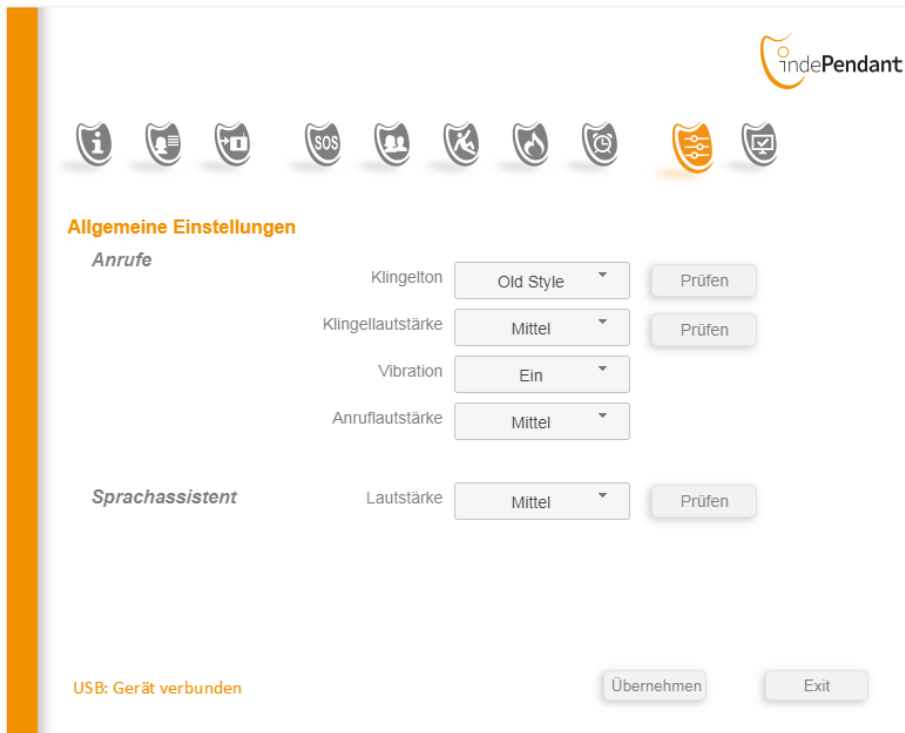 indePendant
SOS
Allgemeine Einstellungen
Anrufe
Klingelton Old Style Prüfen
Klingellautstärke Mittel Prüfen
Vibration Ein
Anruflautstärke Mittel
Sprachassistent Lautstärke Mittel Prüfen
USB: Gerät verbunden Übernehmen Exit